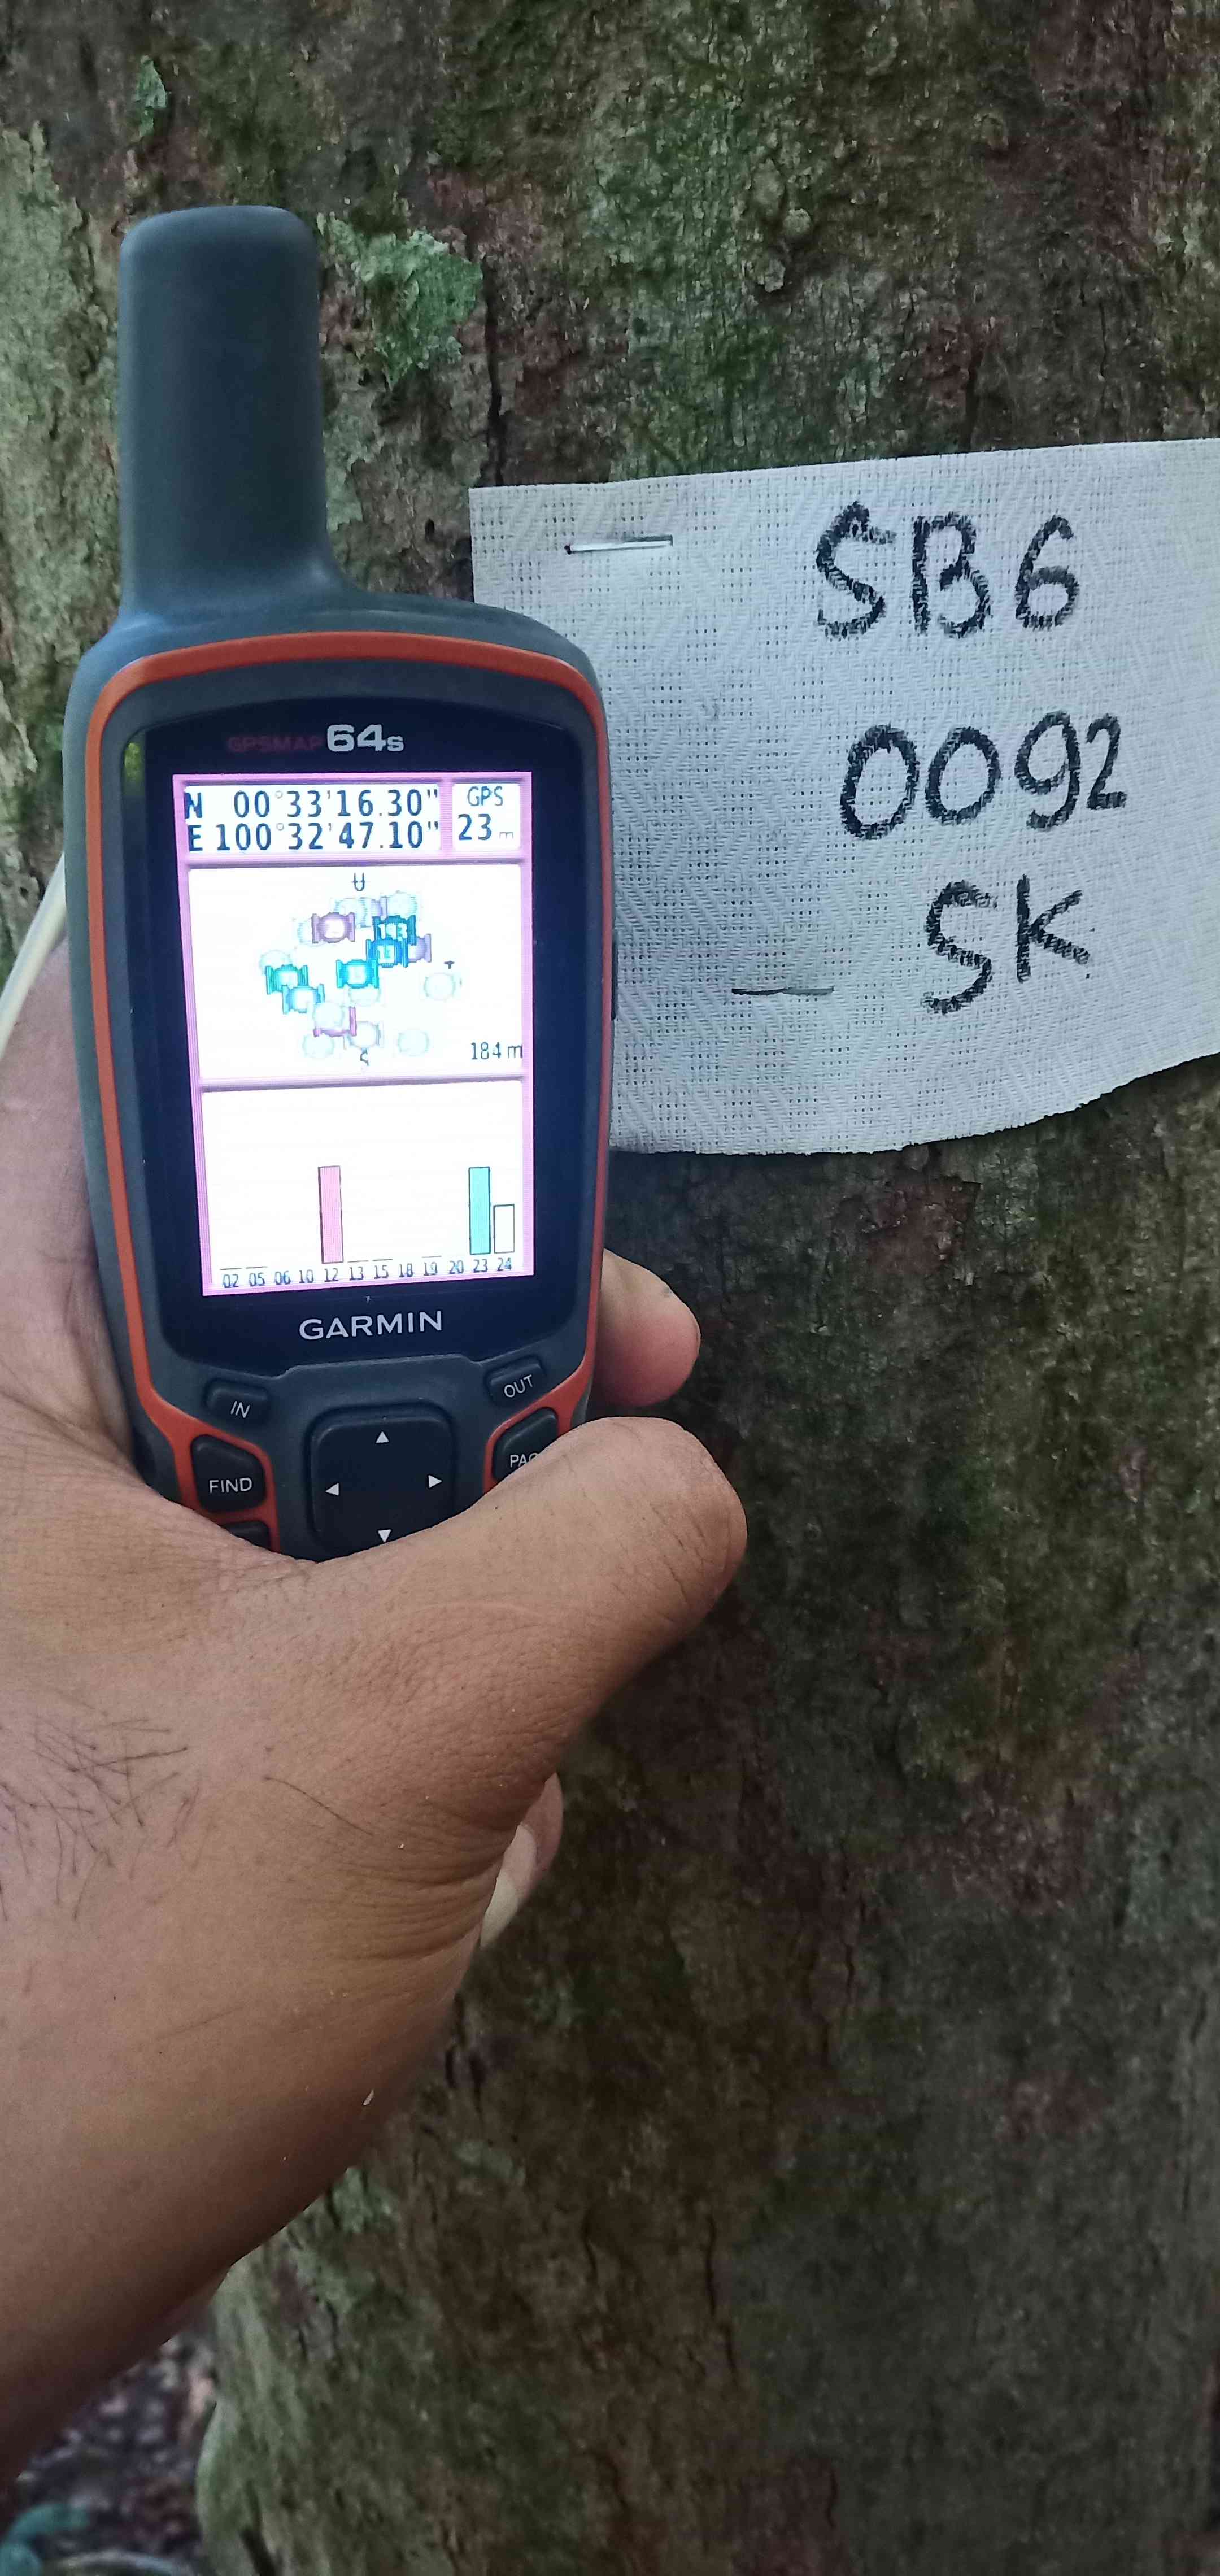 SB6
0092
SK
GPSMAP 64s
N 00°33'16.30" GPS
E 100°32'47.10" 23 m
U
T
S
184 m
02 05 06 10 12 13 15 18 19 20 23 24
GARMIN
IN OUT
FIND